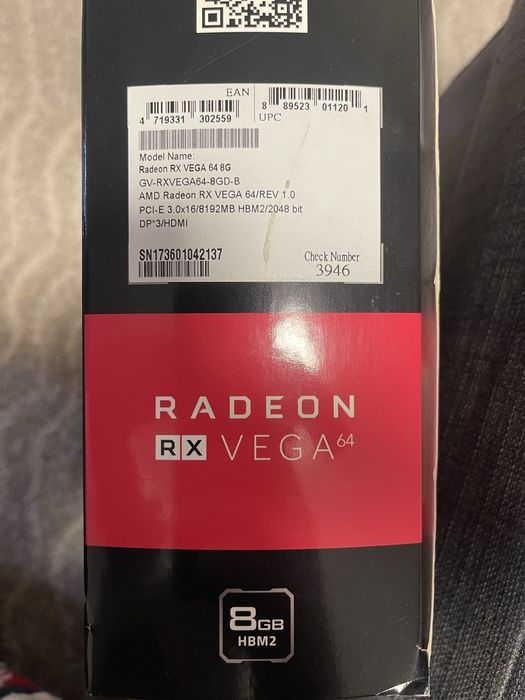 EAN
4 719331 302559
8 89523 01120 1
UPC
Model Name:
Radeon RX VEGA 64 8G
GV-RXVEGA64-8GD-B
AMD Radeon RX VEGA 64/REV 1.0
PCI-E 3.0x16/8192MB HBM2/2048 bit
DP*3/HDMI
SN173601042137
Check Number
3946
RADEON
RX VEGA 64
8GB
HBM2